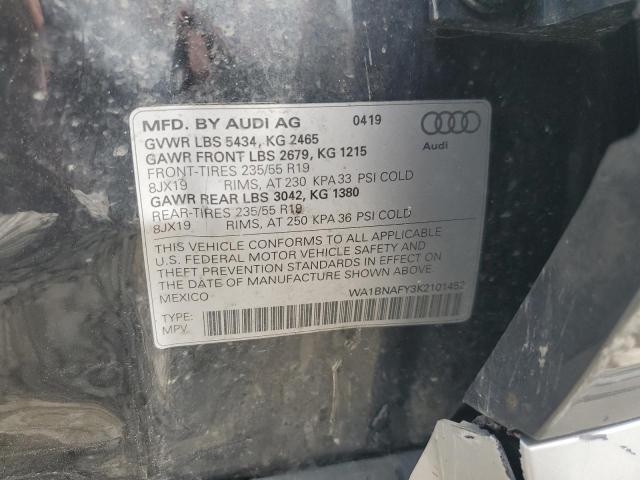 MFD. BY AUDI AG 0419
GVWR LBS 5434, KG 2465
GAWR FRONT LBS 2679, KG 1215
FRONT-TIRES 235/55 R19
8JX19 RIMS, AT 230 KPA 33 PSI COLD
GAWR REAR LBS 3042, KG 1380
REAR-TIRES 235/55 R19
8JX19 RIMS, AT 250 KPA 36 PSI COLD
Audi
THIS VEHICLE CONFORMS TO ALL APPLICABLE
U.S. FEDERAL MOTOR VEHICLE SAFETY- AND
THEFT PREVENTION STANDARDS IN EFFECT ON
THE DATE OF MANUFACTURE SHOWN ABOVE.
MEXICO
WA1BNAFY3K2101452
TYPE:
MPV